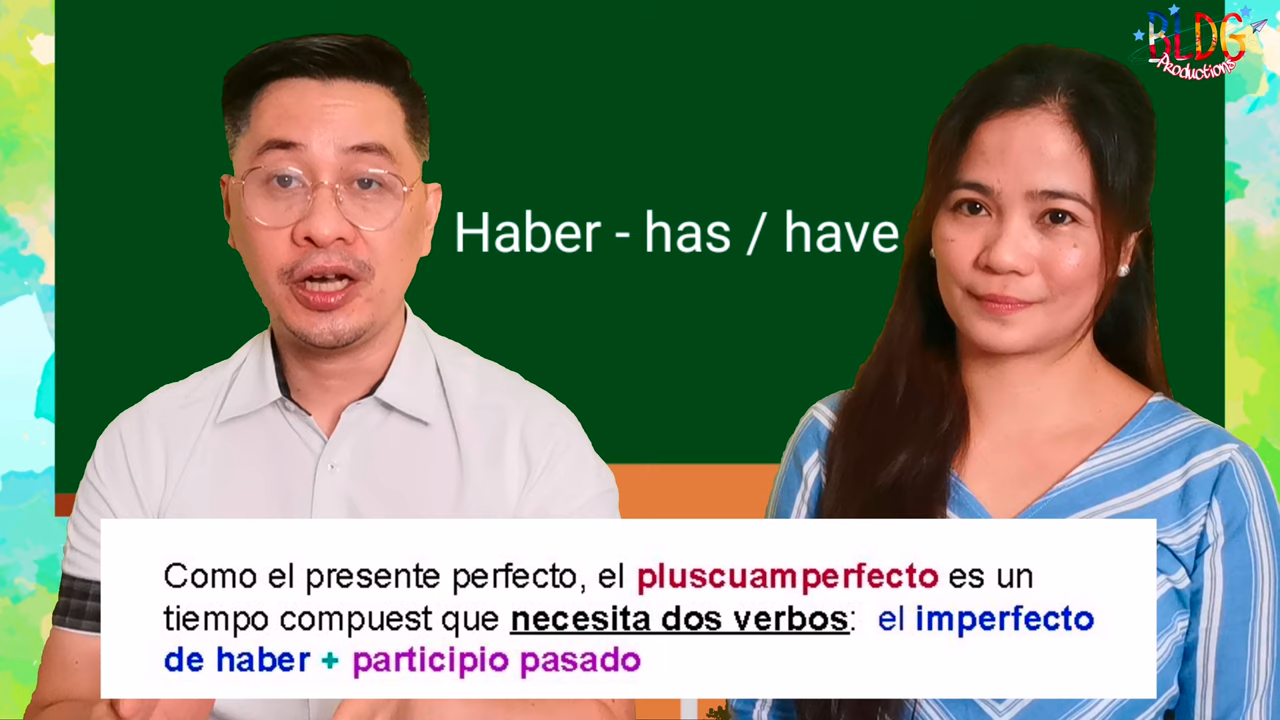 BLDG
Productions
Haber - has / have
Como el presente perfecto, el pluscuamperfecto es un
tiempo compuest que necesita dos verbos: el imperfecto
de haber + participio pasado